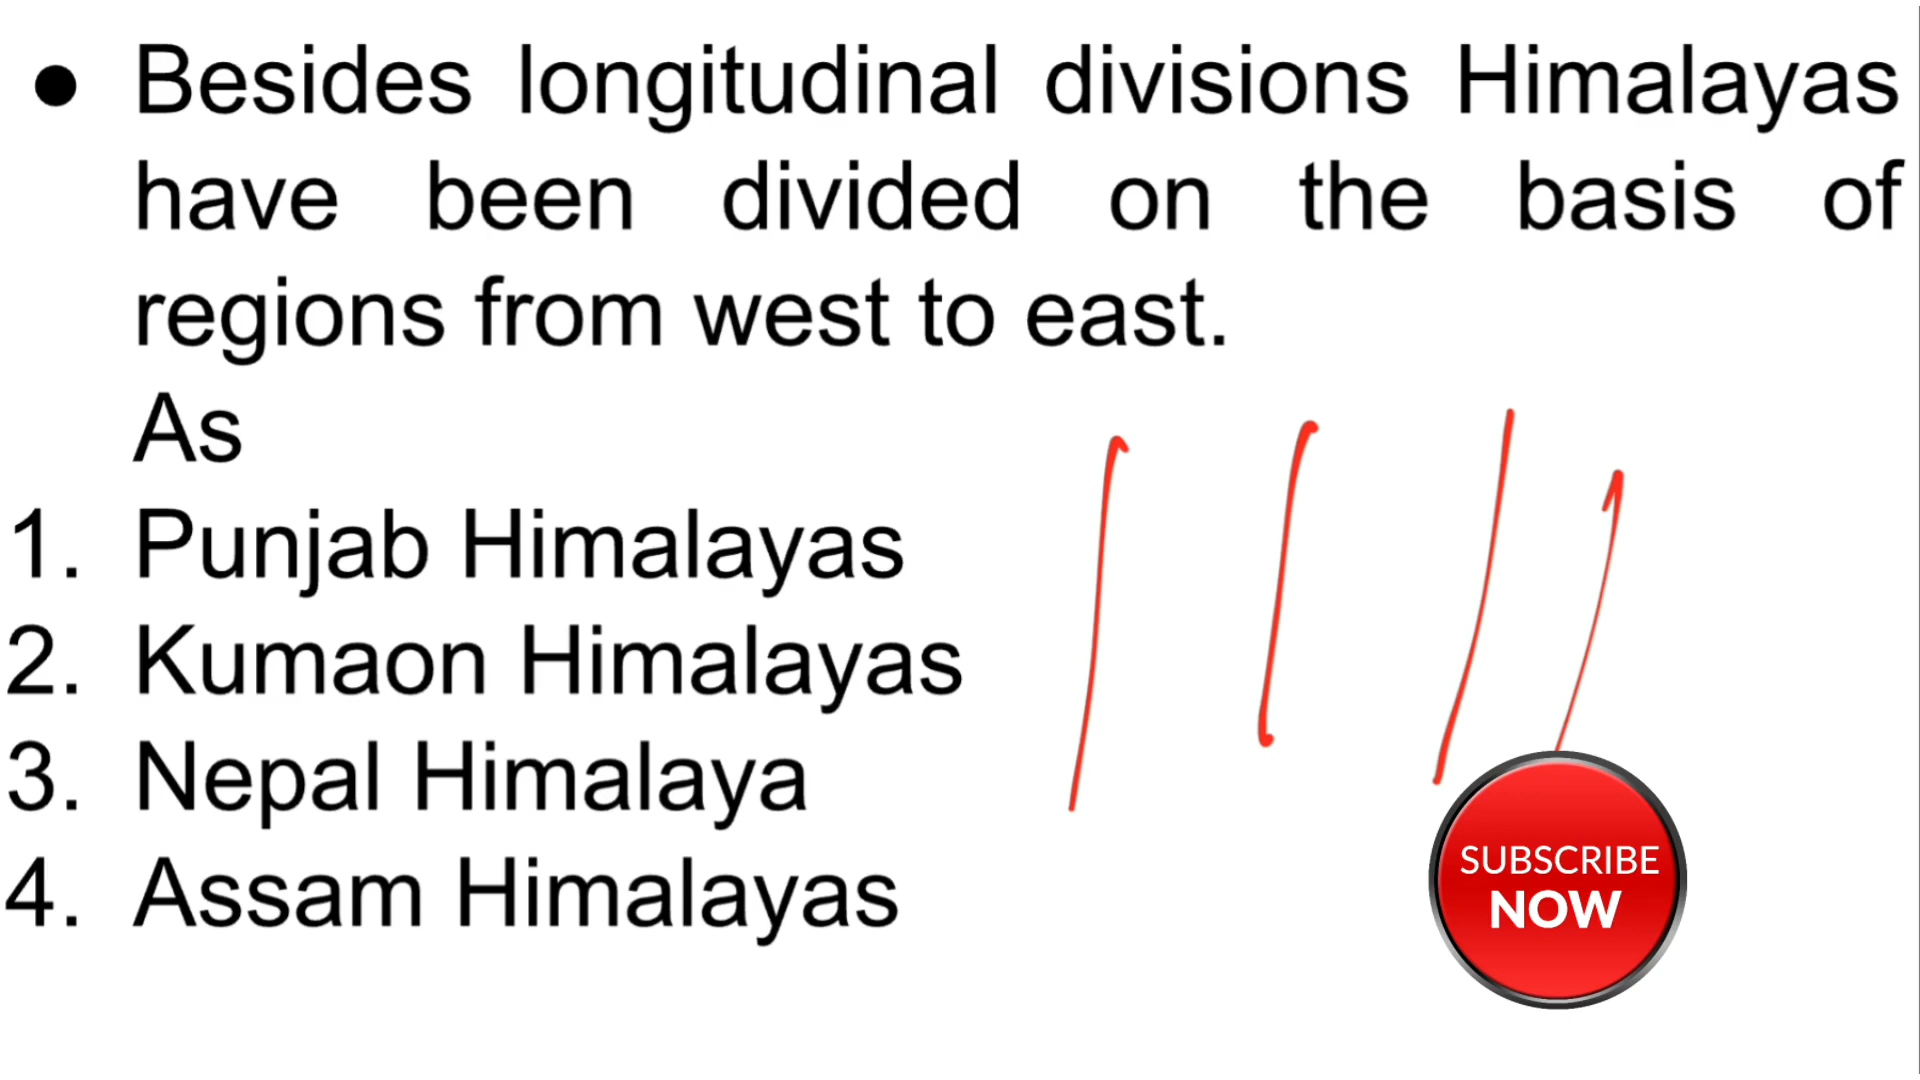 ● Besides longitudinal divisions Himalayas
have been divided on the basis of
regions from west to east.
As
1. Punjab Himalayas
2. Kumaon Himalayas
3. Nepal Himalaya
4. Assam Himalayas
SUBSCRIBE
NOW